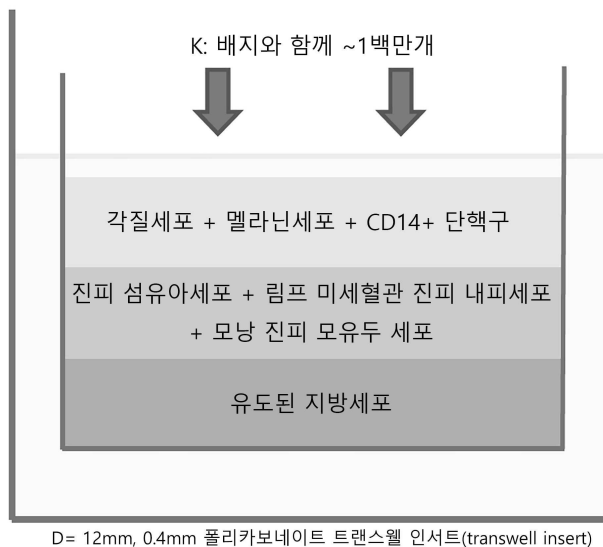 K: 배지와 함께 ~1백만개
각질세포 + 멜라닌세포 + CD14+ 단핵구
진피 섬유아세포 + 림프 미세혈관 진피 내피세포
+ 모낭 진피 모유두 세포
유도된 지방세포
D= 12mm, 0.4mm 폴리카보네이트 트랜스웰 인서트(transwell insert)